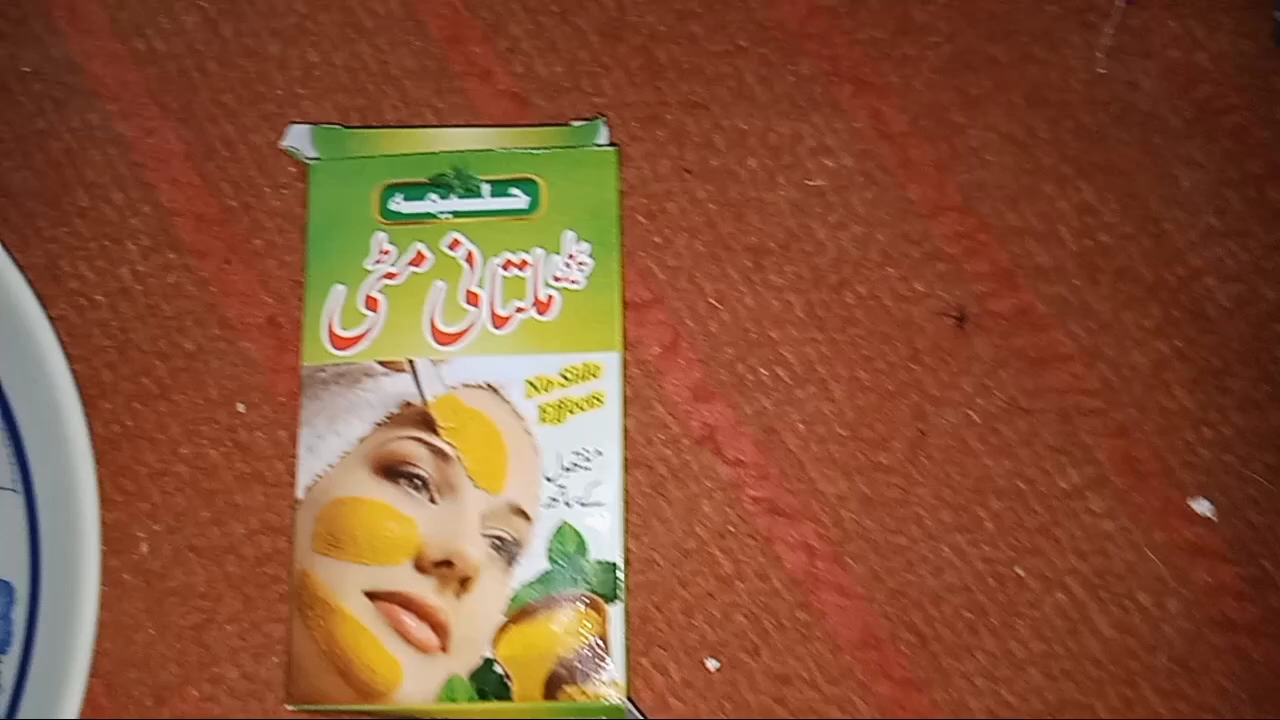 حلیمہ
ملتانی مٹی
No Side
Effects